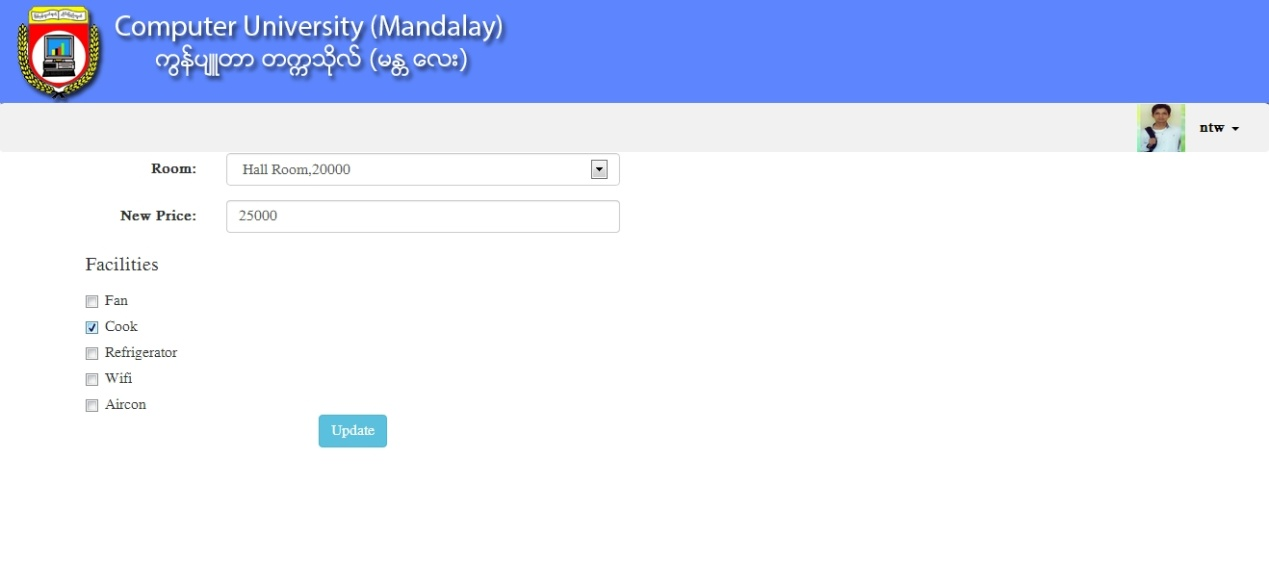 Computer University (Mandalay)
ကွန်ပျူတာ တက္ကသိုလ် (မန္တလေး)
ntw
Room: Hall Room,20000
New Price: 25000
Facilities
Fan
Cook
Refrigerator
Wifi
Aircon
Update